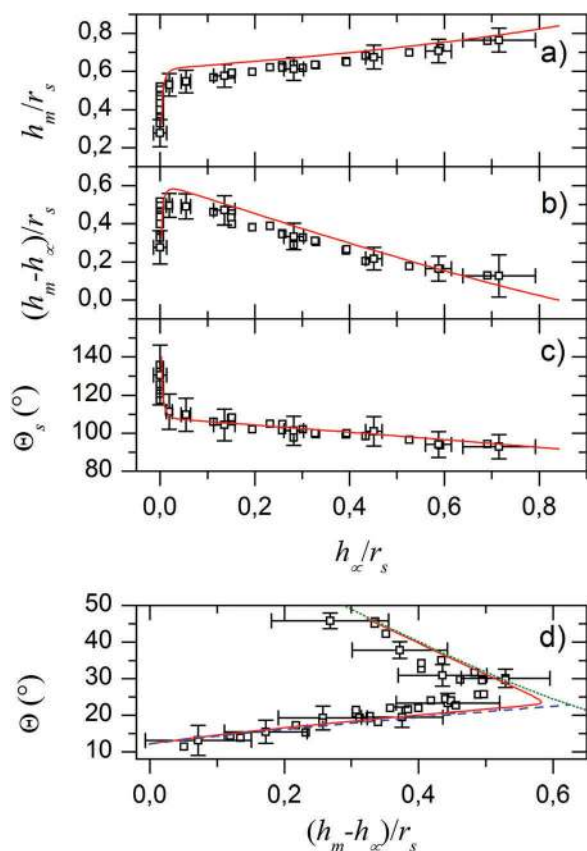 0,8
0,6
0,4
0,2
h_m/r_s
a)
0,6
0,4
0,2
0,0
(h_m-h_∝)/r_s
b)
140
120
100
80
Θ_s (°)
c)
0,0 0,2 0,4 0,6 0,8
h_∝/r_s
50
40
30
20
10
Θ (°)
d)
0,0 0,2 0,4 0,6
(h_m-h_∝)/r_s